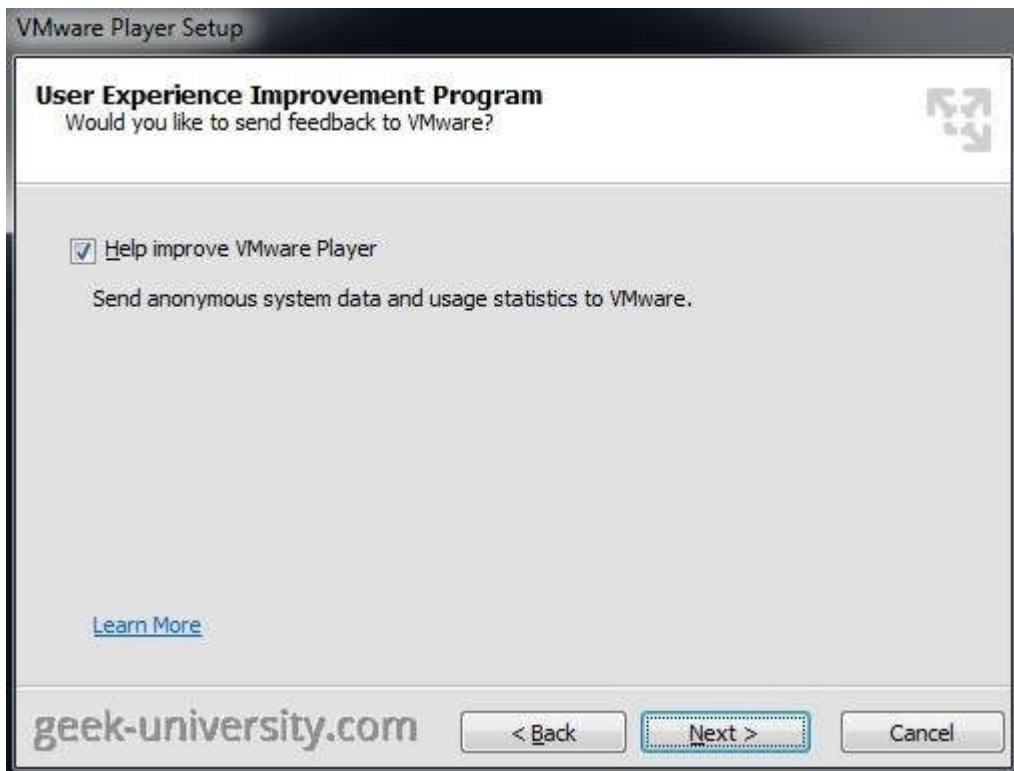 VMware Player Setup
User Experience Improvement Program
Would you like to send feedback to VMware?
Help improve VMware Player
Send anonymous system data and usage statistics to VMware.
Learn More
geek-university.com
< Back
Next >
Cancel